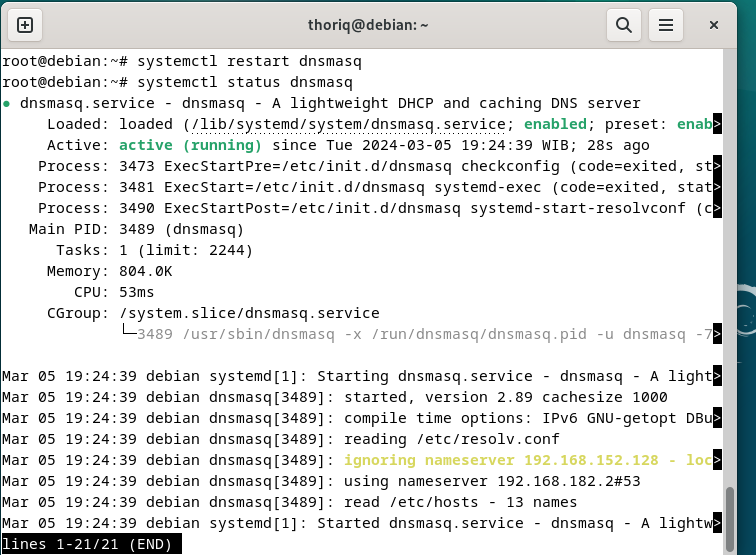 thoriq@debian: ~
root@debian:~# systemctl restart dnsmasq
root@debian:~# systemctl status dnsmasq
● dnsmasq.service - dnsmasq - A lightweight DHCP and caching DNS server
     Loaded: loaded (/lib/systemd/system/dnsmasq.service; enabled; preset: enab>
     Active: active (running) since Tue 2024-03-05 19:24:39 WIB; 28s ago
    Process: 3473 ExecStartPre=/etc/init.d/dnsmasq checkconfig (code=exited, st>
    Process: 3481 ExecStart=/etc/init.d/dnsmasq systemd-exec (code=exited, stat>
    Process: 3490 ExecStartPost=/etc/init.d/dnsmasq systemd-start-resolvconf (c>
   Main PID: 3489 (dnsmasq)
      Tasks: 1 (limit: 2244)
     Memory: 804.0K
        CPU: 53ms
     CGroup: /system.slice/dnsmasq.service
             └─3489 /usr/sbin/dnsmasq -x /run/dnsmasq/dnsmasq.pid -u dnsmasq -7>
Mar 05 19:24:39 debian systemd[1]: Starting dnsmasq.service - dnsmasq - A light>
Mar 05 19:24:39 debian dnsmasq[3489]: started, version 2.89 cachesize 1000
Mar 05 19:24:39 debian dnsmasq[3489]: compile time options: IPv6 GNU-getopt DBu>
Mar 05 19:24:39 debian dnsmasq[3489]: reading /etc/resolv.conf
Mar 05 19:24:39 debian dnsmasq[3489]: ignoring nameserver 192.168.152.128 - loc>
Mar 05 19:24:39 debian dnsmasq[3489]: using nameserver 192.168.182.2#53
Mar 05 19:24:39 debian dnsmasq[3489]: read /etc/hosts - 13 names
Mar 05 19:24:39 debian systemd[1]: Started dnsmasq.service - dnsmasq - A lightw>
lines 1-21/21 (END)